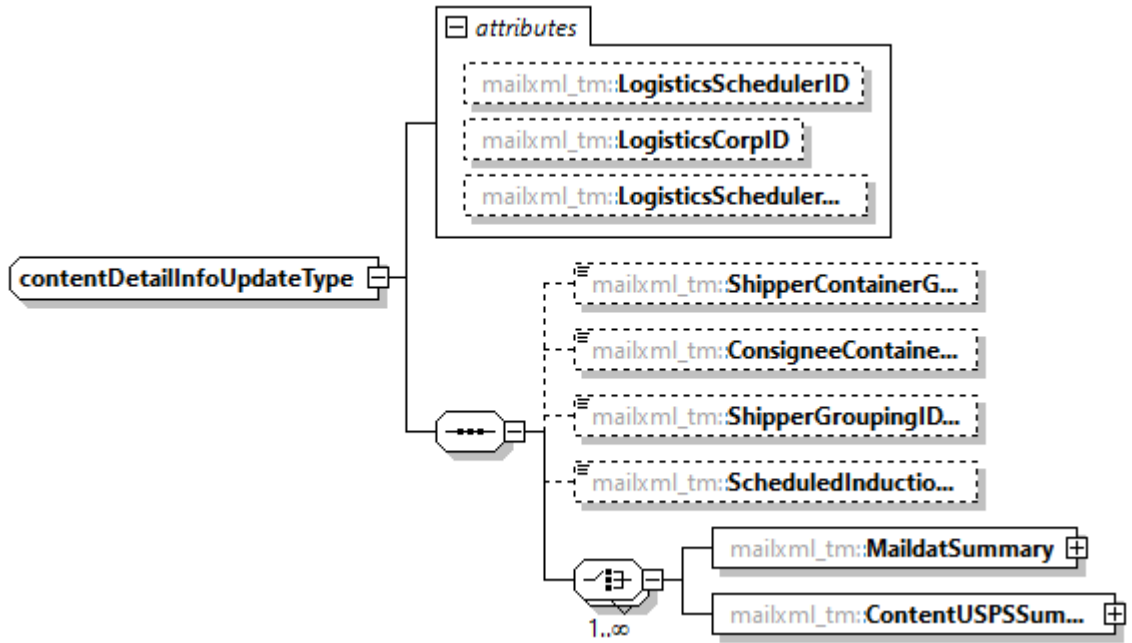 attributes
mailxml_tm::LogisticsSchedulerID
mailxml_tm::LogisticsCorpID
mailxml_tm::LogisticsScheduler...
contentDetailInfoUpdateType
mailxml_tm::ShipperContainerG...
mailxml_tm::ConsigneeContaine...
mailxml_tm::ShipperGroupingID...
mailxml_tm::ScheduledInductio...
mailxml_tm::MaildatSummary
mailxml_tm::ContentUSPSSum...
1..∞